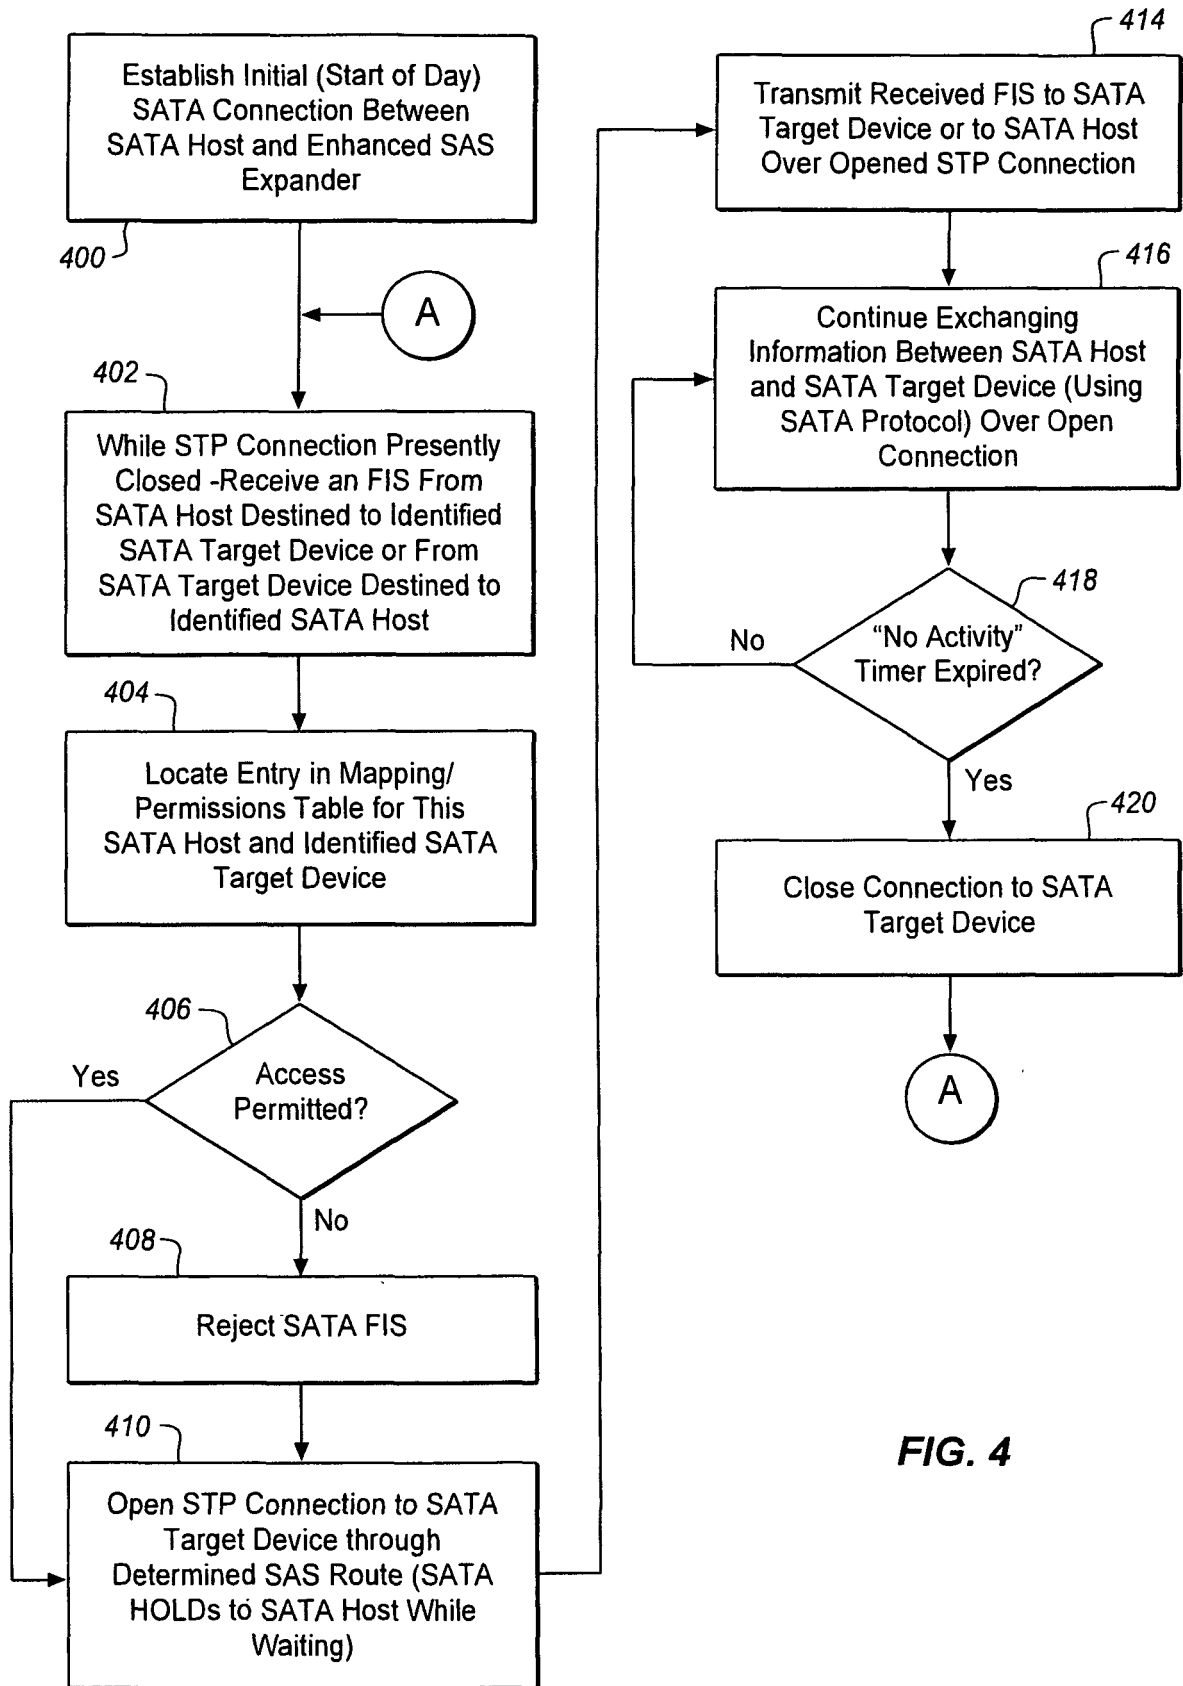 Establish Initial (Start of Day)
SATA Connection Between
SATA Host and Enhanced SAS
Expander
400
A
402
While STP Connection Presently
Closed -Receive an FIS From
SATA Host Destined to Identified
SATA Target Device or From
SATA Target Device Destined to
Identified SATA Host
404
Locate Entry in Mapping/
Permissions Table for This
SATA Host and Identified SATA
Target Device
406
Yes
Access
Permitted?
No
408
Reject SATA FIS
410
Open STP Connection to SATA
Target Device through
Determined SAS Route (SATA
HOLDs to SATA Host While
Waiting)
414
Transmit Received FIS to SATA
Target Device or to SATA Host
Over Opened STP Connection
416
Continue Exchanging
Information Between SATA Host
and SATA Target Device (Using
SATA Protocol) Over Open
Connection
418
No
“No Activity”
Timer Expired?
Yes
420
Close Connection to SATA
Target Device
A
FIG. 4